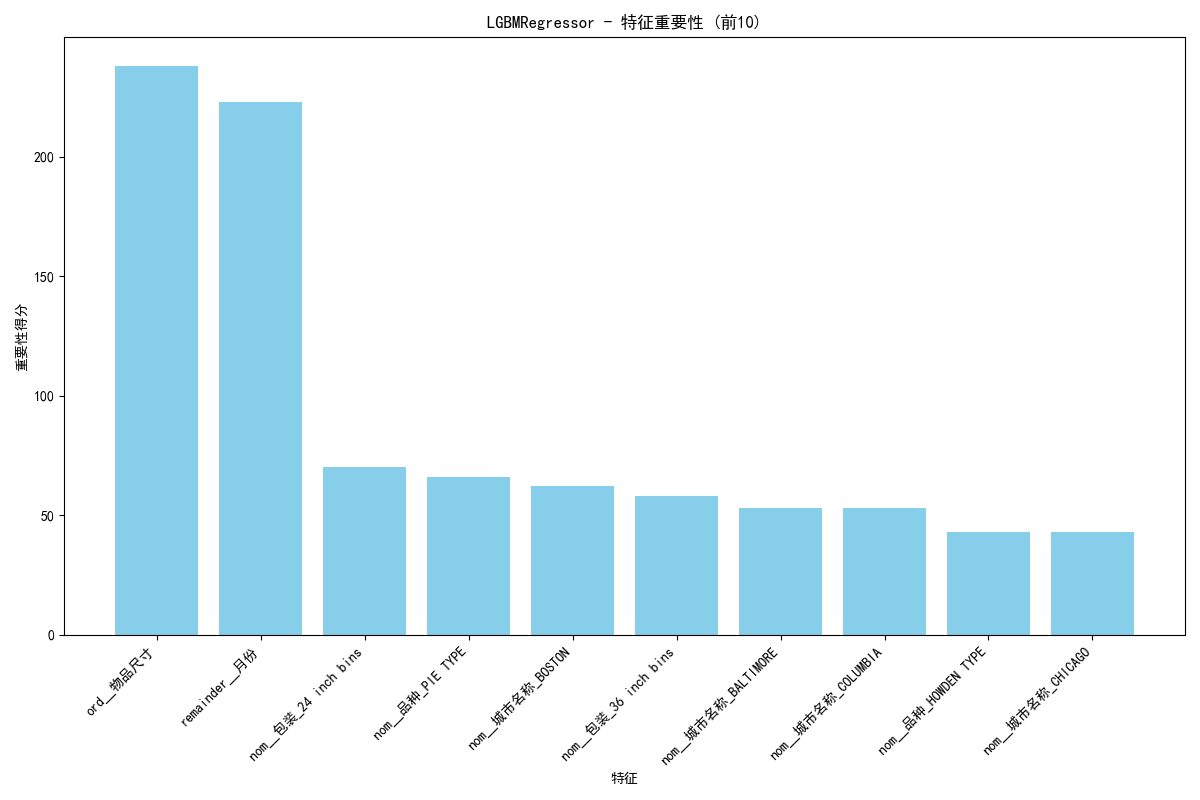 LGBMRegressor - 特征重要性 (前10)
重要性得分
200
150
100
50
0
ord__物品尺寸
remainder__月份
nom__包装_24 inch bins
nom__品种_PIE TYPE
nom__城市名称_BOSTON
nom__包装_36 inch bins
nom__城市名称_BALTIMORE
nom__城市名称_COLUMBIA
nom__品种_HOWDEN TYPE
nom__城市名称_CHICAGO
特征